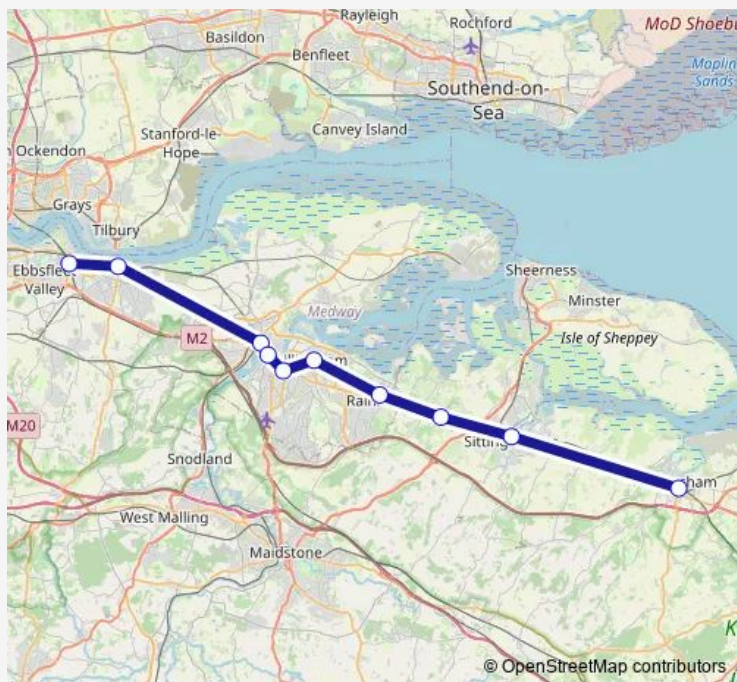 Rayleigh
Rochford
MoD Shoebu
Basildon
Benfleet
Maplin
Sands
Southend-on-
Sea
Stanford-le-
Hope
Canvey Island
Ockendon
Grays
Tilbury
Ebbsfleet
Valley
Sheerness
Minster
Medway
M2
Isle of Sheppey
Rain
M20
Sitting
Snodland
West Malling
Maidstone
© OpenStreetMap contributors